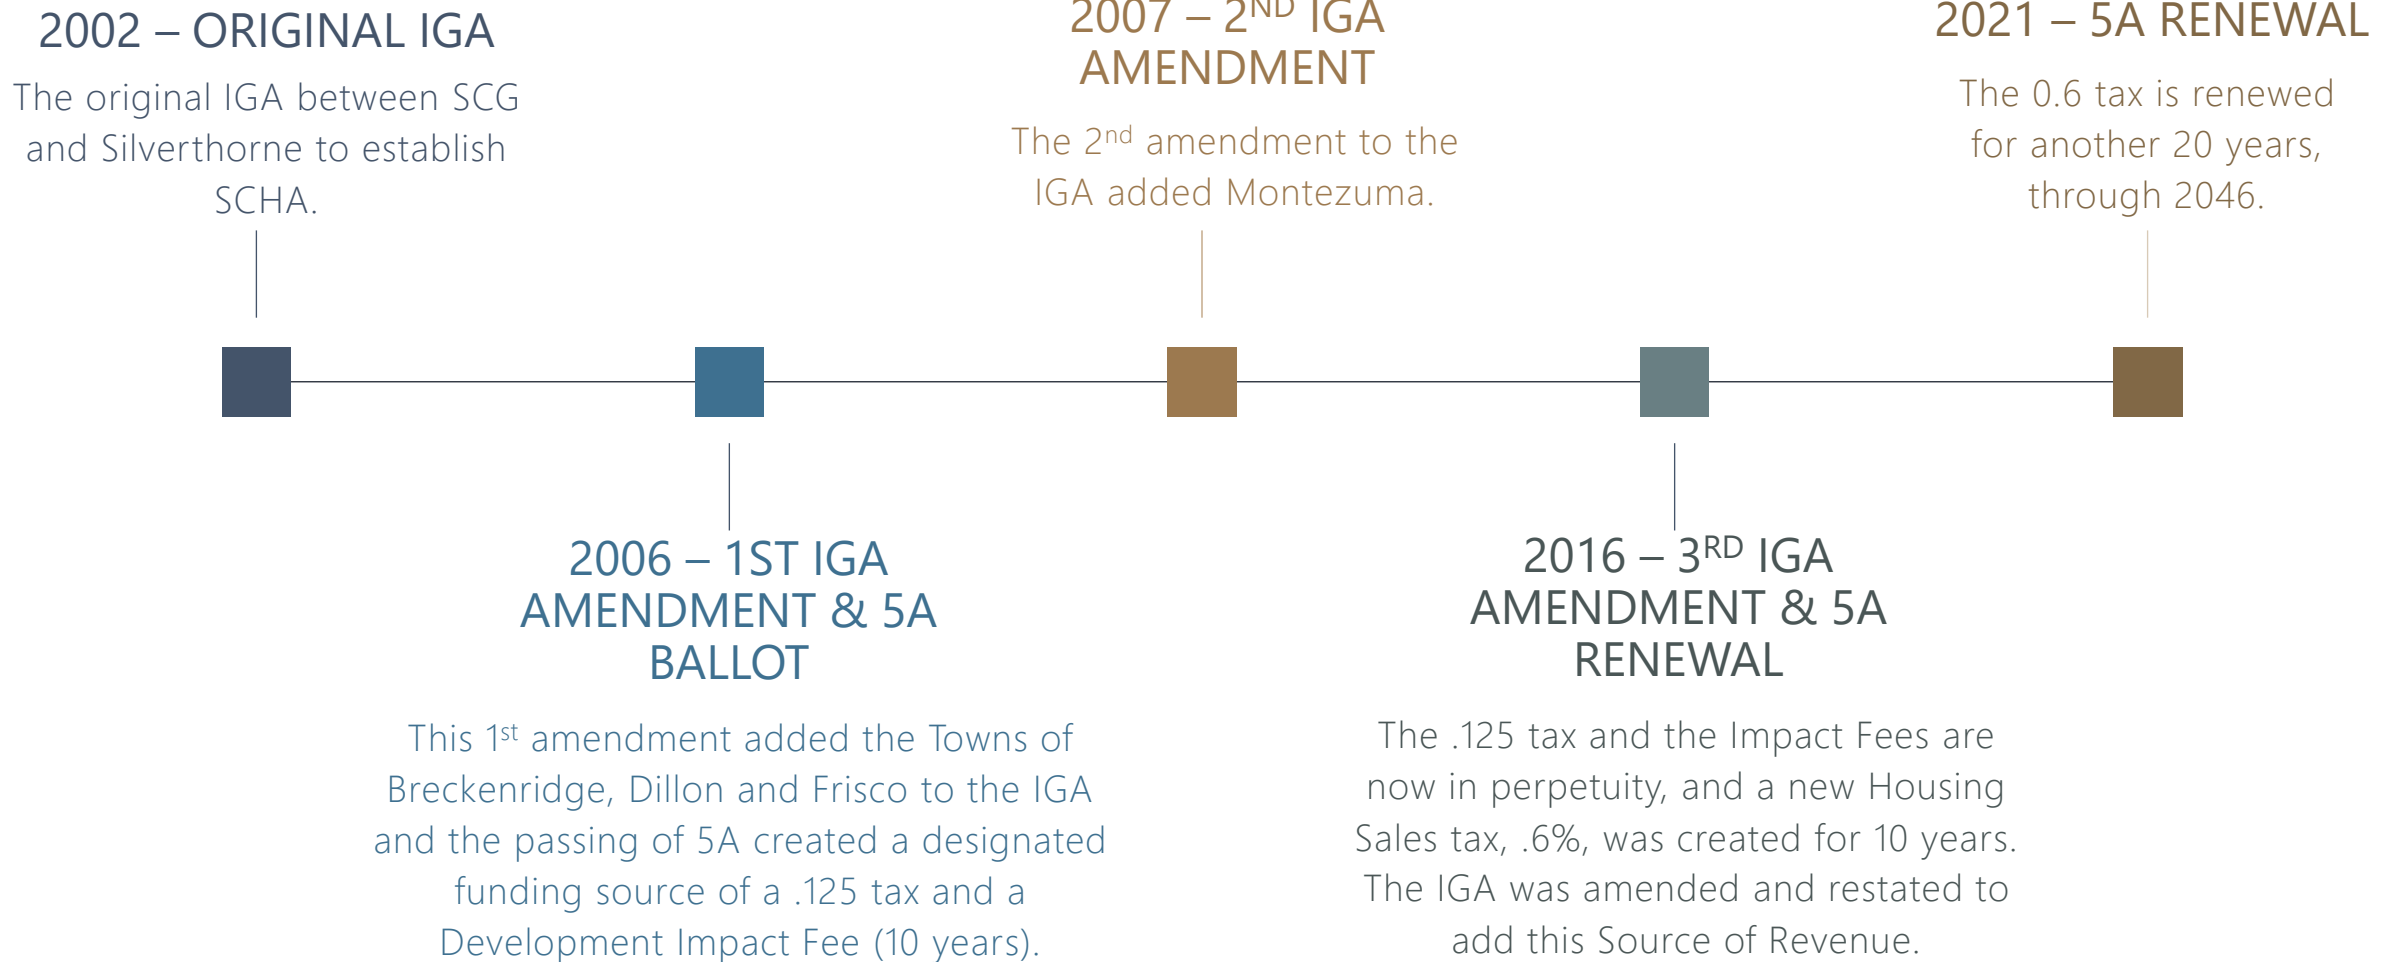 2002 – ORIGINAL IGA
The original IGA between SCG
and Silverthorne to establish
SCHA.
2006 – 1ST IGA
AMENDMENT & 5A
BALLOT
This 1st amendment added the Towns of
Breckenridge, Dillon and Frisco to the IGA
and the passing of 5A created a designated
funding source of a .125 tax and a
Development Impact Fee (10 years).
2007 – 2ND IGA
AMENDMENT
The 2nd amendment to the
IGA added Montezuma.
2016 – 3RD IGA
AMENDMENT & 5A
RENEWAL
The .125 tax and the Impact Fees are
now in perpetuity, and a new Housing
Sales tax, .6%, was created for 10 years.
The IGA was amended and restated to
add this Source of Revenue.
2021 – 5A RENEWAL
The 0.6 tax is renewed
for another 20 years,
through 2046.